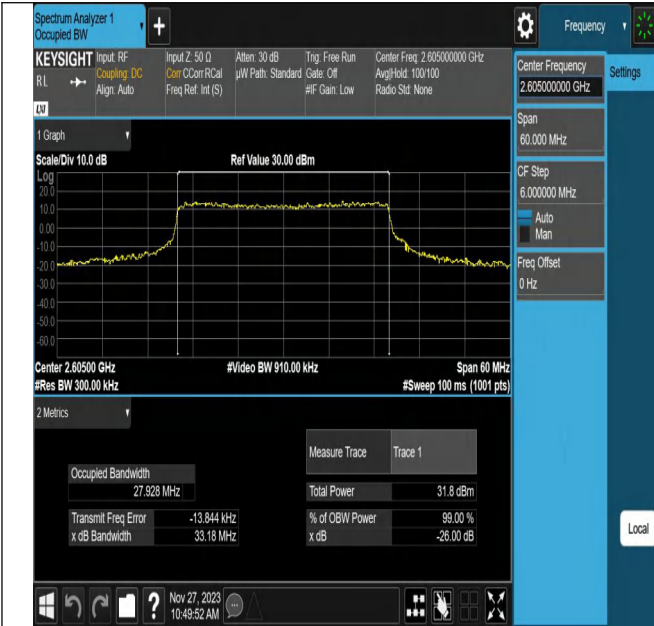 Spectrum Analyzer 1
Occupied BW
+
Frequency
KEYSIGHT
RL
LXI
Input: RF
Coupling: DC
Align: Auto
Input Z: 50 Ω
Corr CCorr RCal
Freq Ref: Int (S)
Atten: 30 dB
µW Path: Standard
Trig: Free Run
Gate: Off
#IF Gain: Low
Center Freq: 2.605000000 GHz
Avg|Hold: 100/100
Radio Std: None
Center Frequency
2.605000000 GHz
Settings
Span
60.000 MHz
CF Step
6.000000 MHz
Auto
Man
Freq Offset
0 Hz
Local
1 Graph
Scale/Div 10.0 dB
Ref Value 30.00 dBm
Log
20.0
10.0
0.00
-10.0
-20.0
-30.0
-40.0
-50.0
-60.0
Center 2.60500 GHz
#Video BW 910.00 kHz
Span 60 MHz
#Res BW 300.00 kHz
#Sweep 100 ms (1001 pts)
2 Metrics
Measure Trace
Trace 1
Occupied Bandwidth
27.928 MHz
Total Power
31.8 dBm
Transmit Freq Error
-13.844 kHz
% of OBW Power
99.00 %
x dB Bandwidth
33.18 MHz
x dB
-26.00 dB
?
Nov 27, 2023
10:49:52 AM